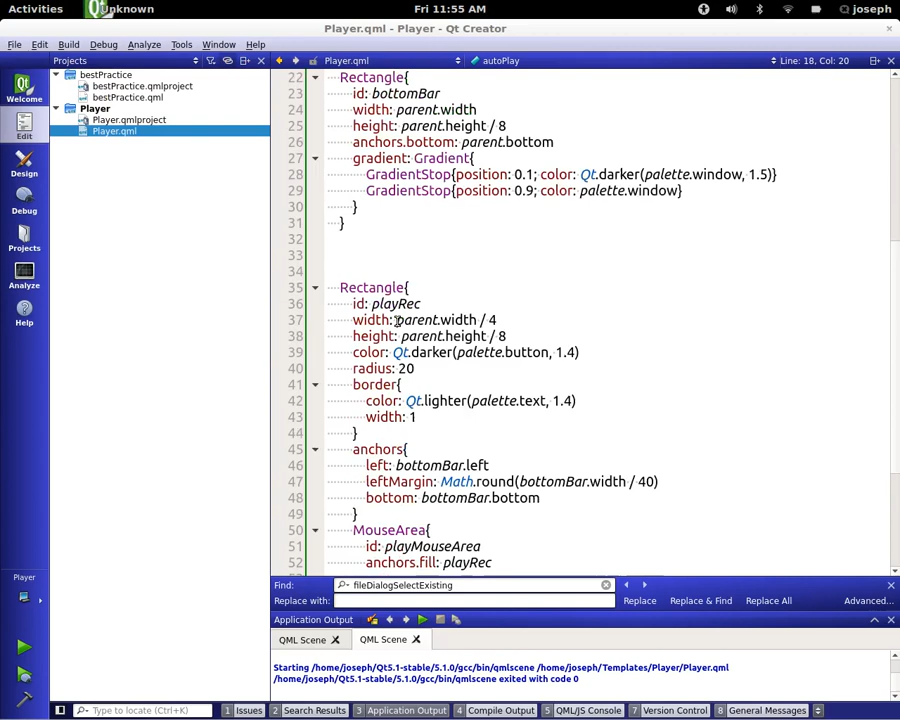 Activities Unknown Fri 11:55 AM joseph
Player.qml - Player - Qt Creator
File Edit Build Debug Analyze Tools Window Help
Projects Player.qml autoPlay Line: 18, Col: 20
Welcome
Edit
Design
Debug
Projects
Analyze
Help
Player
bestPractice
bestPractice.qmlproject
bestPractice.qml
Player
Player.qmlproject
Player.qml
22 Rectangle{
23 id: bottomBar
24 width: parent.width
25 height: parent.height / 8
26 anchors.bottom: parent.bottom
27 gradient: Gradient{
28 GradientStop{position: 0.1; color: Qt.darker(palette.window, 1.5)}
29 GradientStop{position: 0.9; color: palette.window}
30 }
31 }
32
33
34
35 Rectangle{
36 id: playRec
37 width: parent.width / 4
38 height: parent.height / 8
39 color: Qt.darker(palette.button, 1.4)
40 radius: 20
41 border{
42 color: Qt.lighter(palette.text, 1.4)
43 width: 1
44 }
45 anchors{
46 left: bottomBar.left
47 leftMargin: Math.round(bottomBar.width / 40)
48 bottom: bottomBar.bottom
49 }
50 MouseArea{
51 id: playMouseArea
52 anchors.fill: playRec
Find: fileDialogSelectExisting
Replace with: Replace Replace & Find Replace All Advanced...
Application Output
QML Scene QML Scene
Starting /home/joseph/Qt5.1-stable/5.1.0/gcc/bin/qmlscene /home/joseph/Templates/Player/Player.qml
/home/joseph/Qt5.1-stable/5.1.0/gcc/bin/qmlscene exited with code 0
Type to locate (Ctrl+K) 1 Issues 2 Search Results 3 Application Output 4 Compile Output 5 QML/JS Console 7 Version Control 8 General Messages